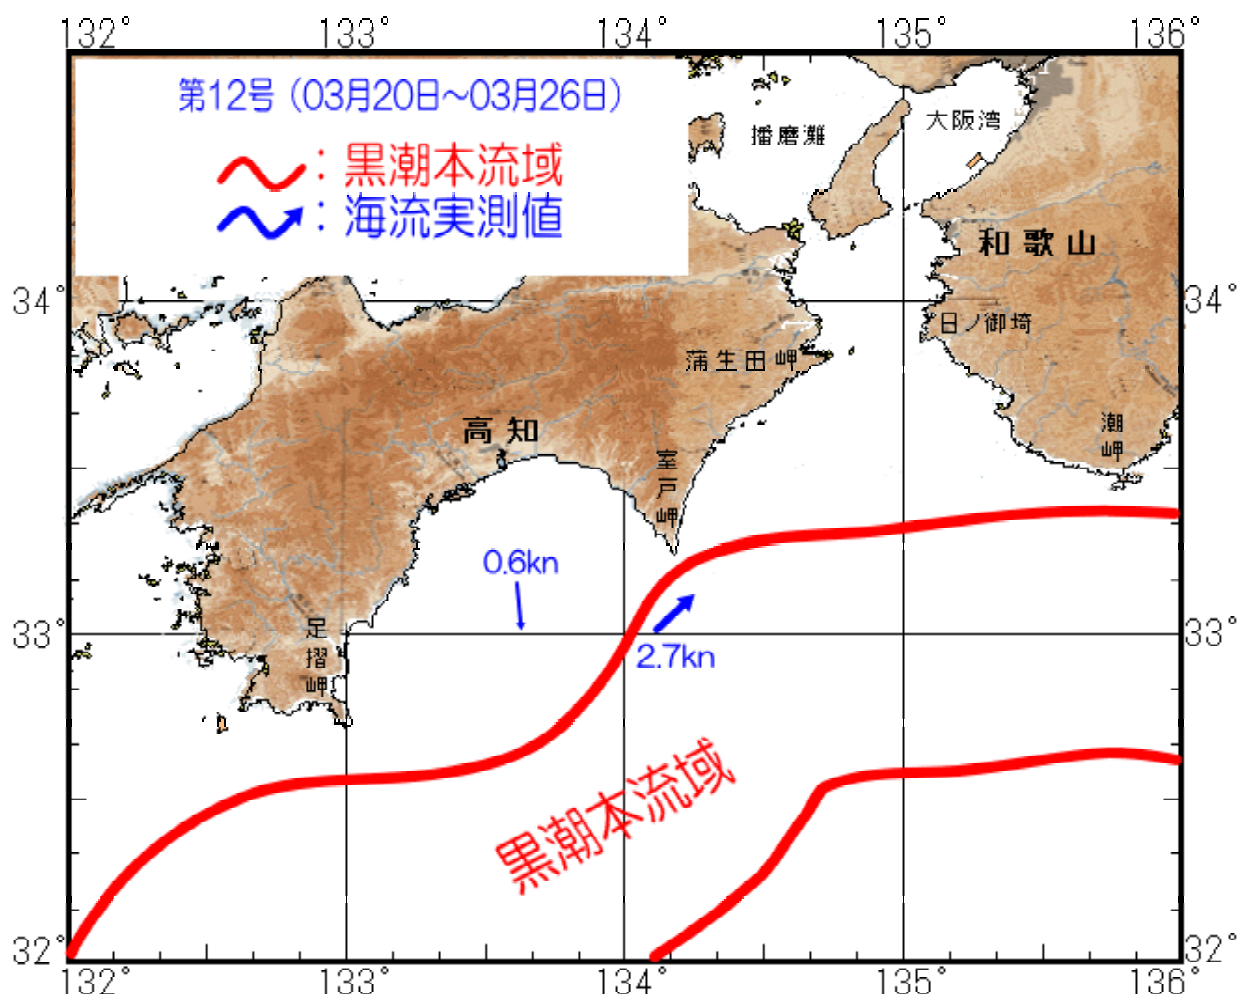 132° 133° 134° 135° 136°
第12号（03月20日～03月26日）
：黒潮本流域
：海流実測値
播磨灘
大阪湾
和歌山
34° 34°
日ノ御埼
蒲生田岬
高知
潮岬
室戸岬
0.6kn
足摺岬
33° 33°
2.7kn
黒潮本流域
32° 32°
132° 133° 134° 135° 136°